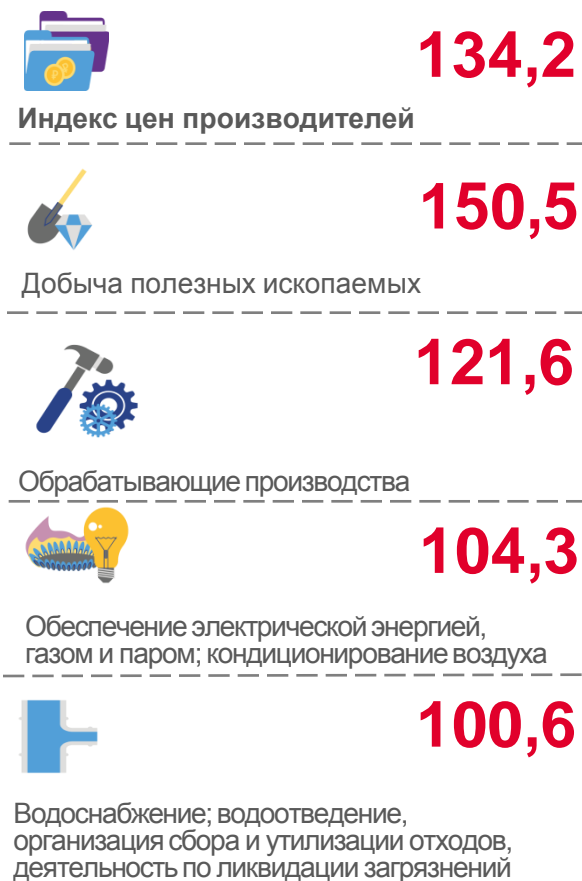 134,2
Индекс цен производителей
150,5
Добыча полезных ископаемых
121,6
Обрабатывающие производства
104,3
Обеспечение электрической энергией,
газом и паром; кондиционирование воздуха
100,6
Водоснабжение; водоотведение,
организация сбора и утилизации отходов,
деятельность по ликвидации загрязнений